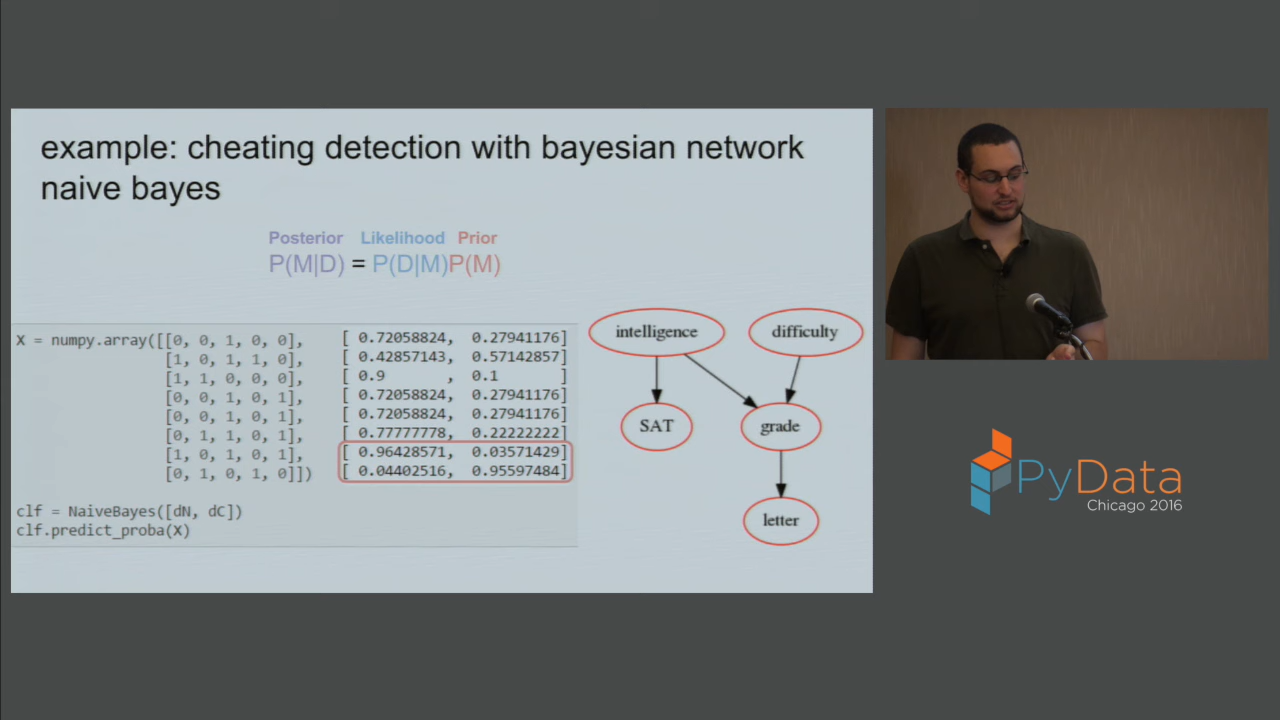 example: cheating detection with bayesian network
naive bayes
Posterior Likelihood Prior
P(M|D) = P(D|M)P(M)
X = numpy.array([[0, 0, 1, 0, 0],
[1, 0, 1, 1, 0],
[1, 1, 0, 0, 0],
[0, 0, 1, 0, 1],
[0, 0, 1, 0, 1],
[0, 1, 1, 0, 1],
[1, 0, 1, 0, 1],
[0, 1, 0, 1, 0]])
clf = NaiveBayes([dN, dC])
clf.predict_proba(X)
[ 0.72058824, 0.27941176]
[ 0.42857143, 0.57142857]
[ 0.9 , 0.1 ]
[ 0.72058824, 0.27941176]
[ 0.72058824, 0.27941176]
[ 0.77777778, 0.22222222]
[ 0.96428571, 0.03571429]
[ 0.04402516, 0.95597484]
intelligence
difficulty
SAT
grade
letter
PyData
Chicago 2016